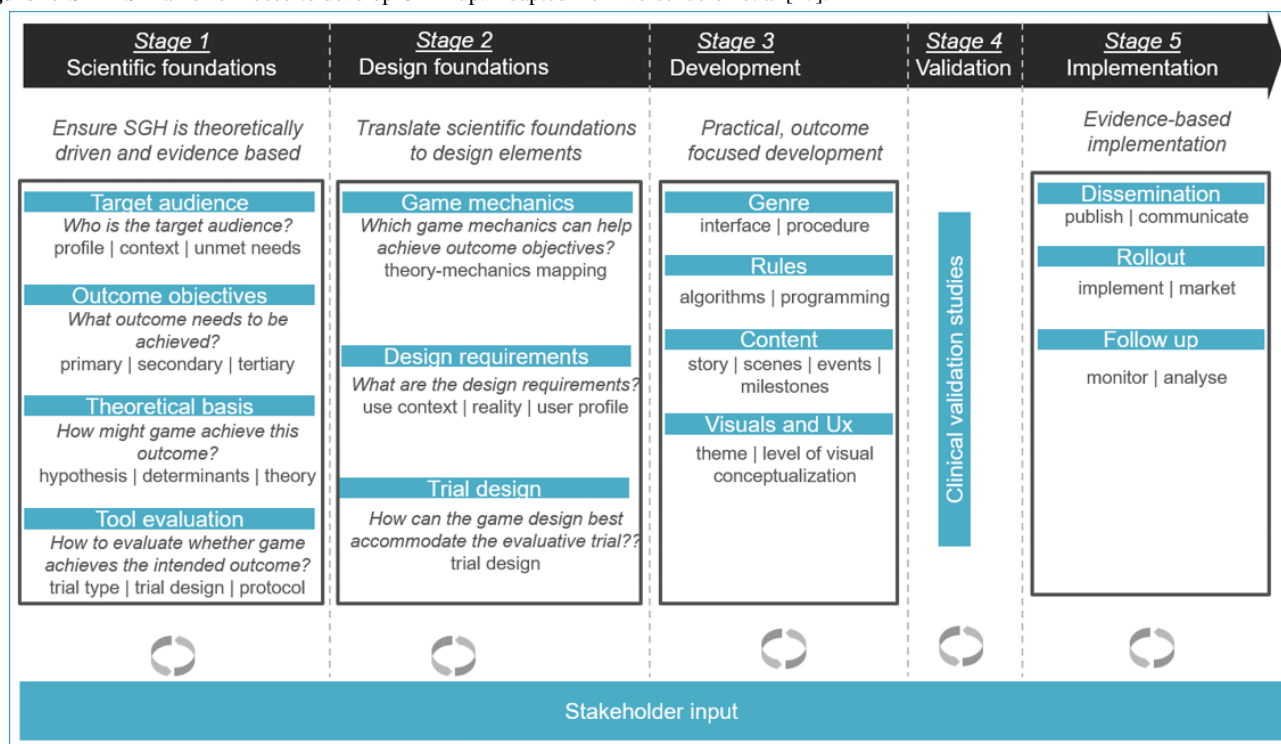 Stage 1
Scientific foundations
Stage 2
Design foundations
Stage 3
Development
Stage 4
Validation
Stage 5
Implementation
Ensure SGH is theoretically
driven and evidence based
Target audience
Who is the target audience?
profile | context | unmet needs
Outcome objectives
What outcome needs to be
achieved?
primary | secondary | tertiary
Theoretical basis
How might game achieve this
outcome?
hypothesis | determinants | theory
Tool evaluation
How to evaluate whether game
achieves the intended outcome?
trial type | trial design | protocol
Translate scientific foundations
to design elements
Game mechanics
Which game mechanics can help
achieve outcome objectives?
theory-mechanics mapping
Design requirements
What are the design requirements?
use context | reality | user profile
Trial design
How can the game design best
accommodate the evaluative trial??
trial design
Practical, outcome
focused development
Genre
interface | procedure
Rules
algorithms | programming
Content
story | scenes | events |
milestones
Visuals and Ux
theme | level of visual
conceptualization
Clinical validation studies
Evidence-based
implementation
Dissemination
publish | communicate
Rollout
implement | market
Follow up
monitor | analyse
Stakeholder input